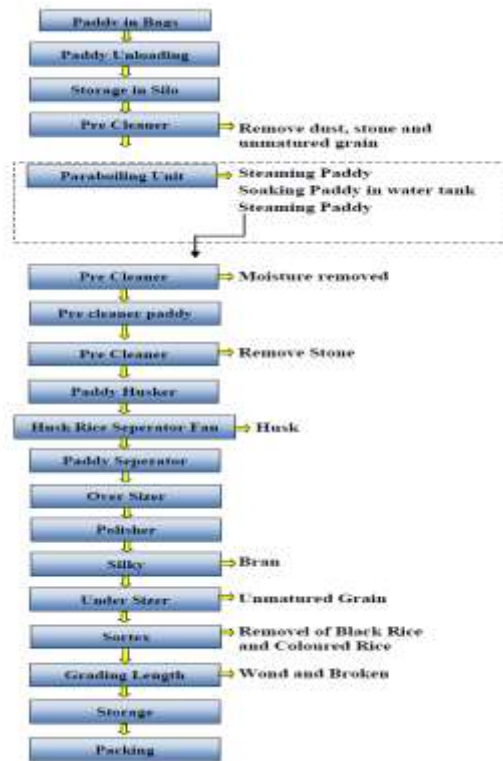 Paddy in Bags
Paddy Unloading
Storage in Silo
Pre Cleaner
Remove dust, stone and
unmatured grain
Paraboiling Unit
Steaming Paddy
Soaking Paddy in water tank
Steaming Paddy
Pre Cleaner
Moisture removed
Pre cleaner paddy
Pre Cleaner
Remove Stone
Paddy Husker
Husk Rice Seperator Fan
Husk
Paddy Seperator
Over Sizer
Polisher
Silky
Bran
Under Sizer
Unmatured Grain
Sortex
Removel of Black Rice
and Coloured Rice
Grading Length
Wond and Broken
Storage
Packing